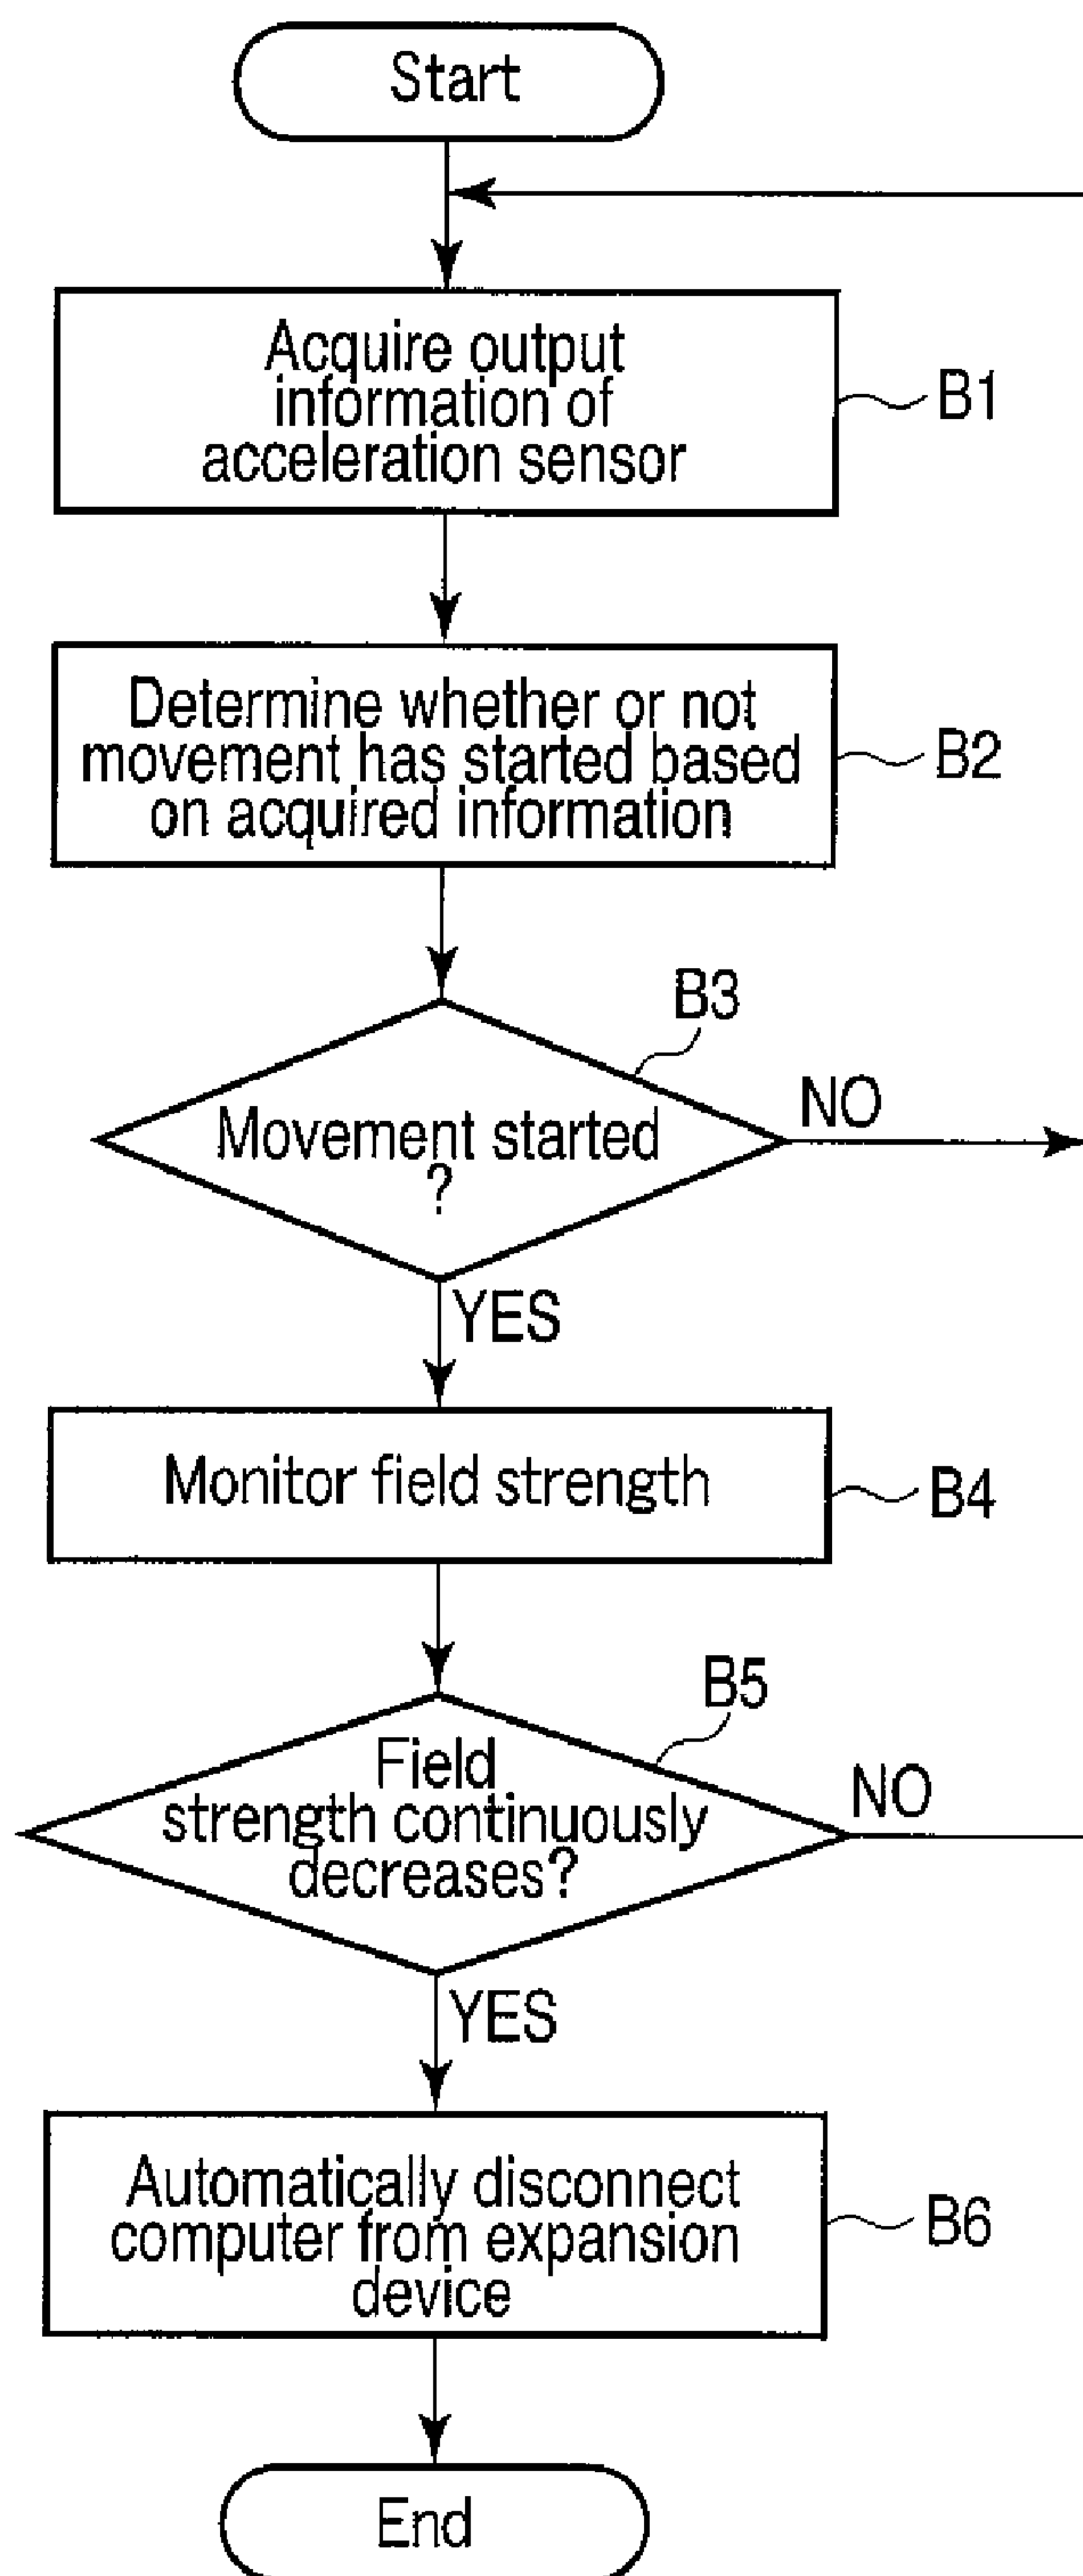 Start
Acquire output
information of
acceleration sensor
B1
Determine whether or not
movement has started based
on acquired information
B2
B3
Movement started
?
NO
YES
Monitor field strength
B4
B5
Field
strength continuously
decreases?
NO
YES
Automatically disconnect
computer from expansion
device
B6
End